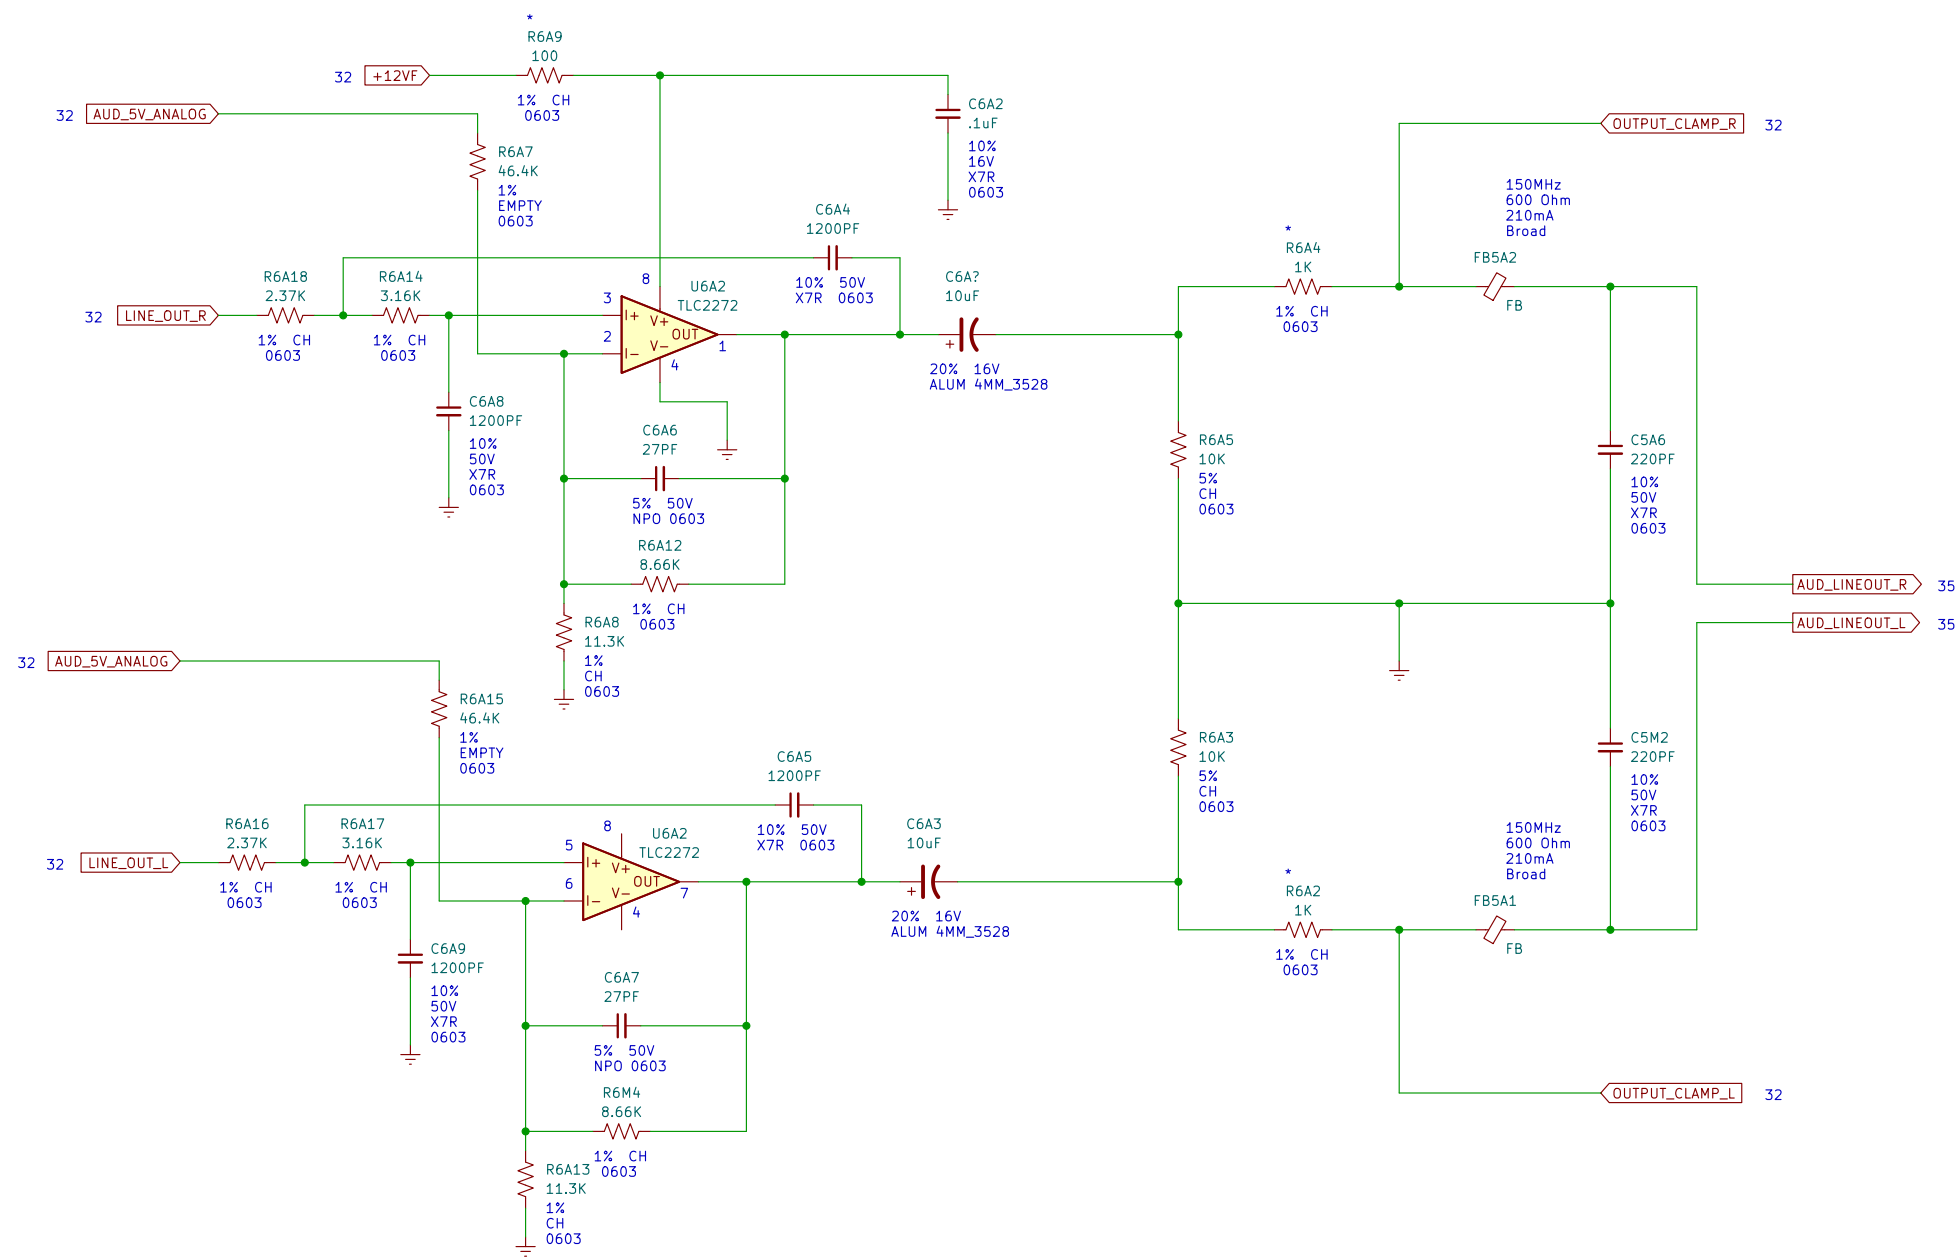 *
R6A9
100
32
+12VF
1%  CH
0603
32
AUD_5V_ANALOG
R6A7
46.4K
1%
EMPTY
0603
C6A2
.1uF
10%
16V
X7R
0603
OUTPUT_CLAMP_R
32
150MHz
600 Ohm
210mA
Broad
C6A4
1200PF
10%  50V
X7R  0603
*
R6A4
1K
1%  CH
0603
FB5A2
FB
R6A18
2.37K
1%  CH
0603
R6A14
3.16K
1%  CH
0603
32
LINE_OUT_R
8
U6A2
TLC2272
3
2
I+
I-
V+
V-
OUT
1
4
C6A?
10uF
+
20%  16V
ALUM 4MM_3528
C6A8
1200PF
10%
50V
X7R
0603
C6A6
27PF
5%  50V
NPO 0603
R6A12
8.66K
1%  CH
0603
R6A8
11.3K
1%
CH
0603
R6A5
10K
5%
CH
0603
C5A6
220PF
10%
50V
X7R
0603
AUD_LINEOUT_R
35
AUD_LINEOUT_L
35
32
AUD_5V_ANALOG
R6A15
46.4K
1%
EMPTY
0603
R6A3
10K
5%
CH
0603
C5M2
220PF
10%
50V
X7R
0603
C6A5
1200PF
10%  50V
X7R  0603
R6A16
2.37K
1%  CH
0603
R6A17
3.16K
1%  CH
0603
32
LINE_OUT_L
8
U6A2
TLC2272
5
6
I+
I-
V+
V-
OUT
7
4
C6A3
10uF
+
20%  16V
ALUM 4MM_3528
150MHz
600 Ohm
210mA
Broad
*
R6A2
1K
1%  CH
0603
FB5A1
FB
C6A9
1200PF
10%
50V
X7R
0603
C6A7
27PF
5%  50V
NPO 0603
R6M4
8.66K
1%  CH
0603
R6A13
11.3K
1%
CH
0603
OUTPUT_CLAMP_L
32